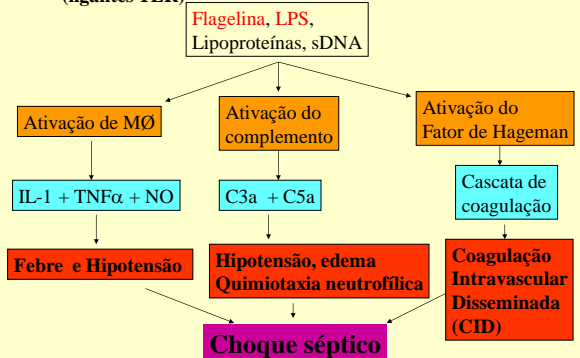 (ligantes TLR)
Flagelina, LPS,
Lipoproteínas, sDNA
Ativação de MØ
Ativação do
complemento
Ativação do
Fator de Hageman
IL-1 + TNFα + NO
C3a + C5a
Cascata de
coagulação
Febre e Hipotensão
Hipotensão, edema
Quimiotaxia neutrofílica
Coagulação
Intravascular
Disseminada
(CID)
Choque séptico